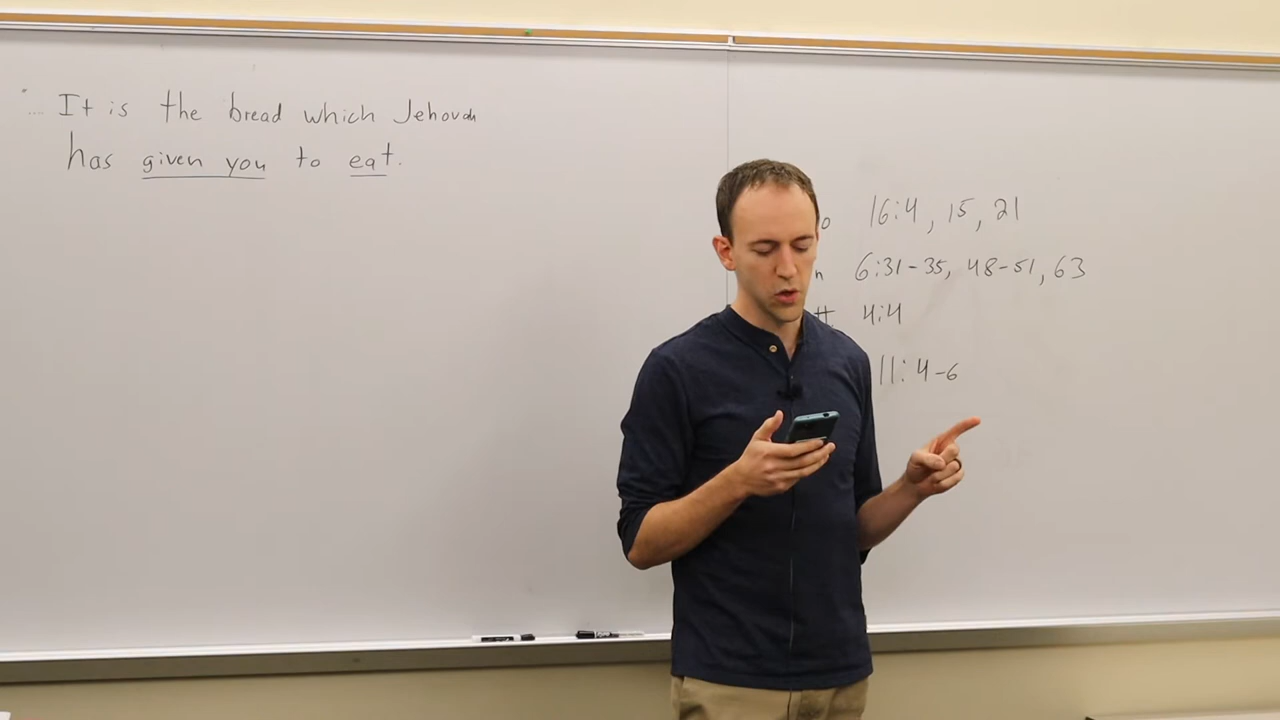 ... It is the bread which Jehovah
has given you to eat.
o 16:4, 15, 21
n 6:31-35, 48-51, 63
tt. 4:4
11:4-6